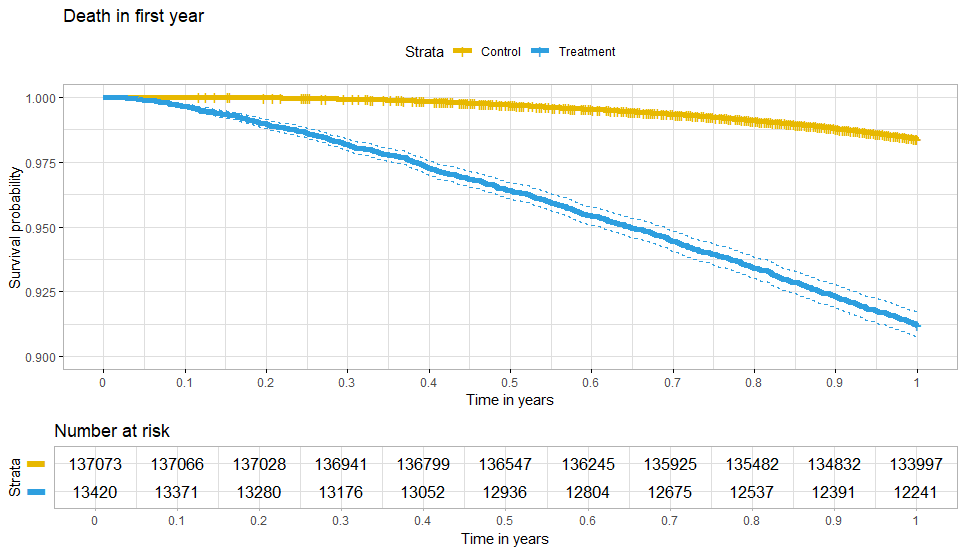 Death in first year
Strata Control Treatment
Survival probability
1.000
0.975
0.950
0.925
0.900
0 0.1 0.2 0.3 0.4 0.5 0.6 0.7 0.8 0.9 1
Time in years
Number at risk
Strata
137073 137066 137028 136941 136799 136547 136245 135925 135482 134832 133997
13420 13371 13280 13176 13052 12936 12804 12675 12537 12391 12241
0 0.1 0.2 0.3 0.4 0.5 0.6 0.7 0.8 0.9 1
Time in years